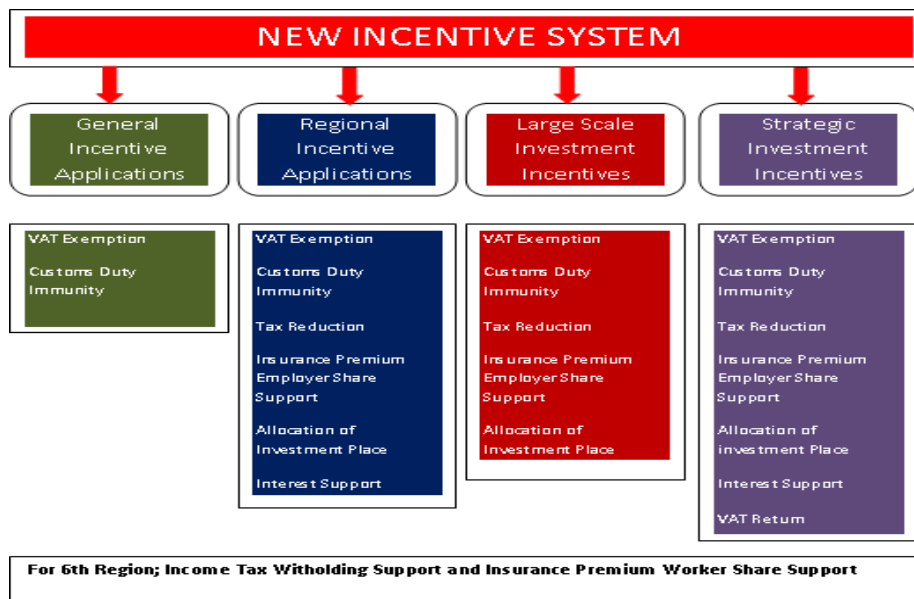 NEW INCENTIVE SYSTEM
General
Incentive
Applications
Regional
Incentive
Applications
Large Scale
Investment
Incentives
Strategic
Investment
Incentives
VAT Exemption
Customs Duty
Immunity
VAT Exemption
Customs Duty
Immunity
Tax Reduction
Insurance Premium
Employer Share
Support
Allocation of
Investment Place
Interest Support
VAT Exemption
Customs Duty
Immunity
Tax Reduction
Insurance Premium
Employer Share
Support
Allocation of
Investment Place
VAT Exemption
Customs Duty
Immunity
Tax Reduction
Insurance Premium
Employer Share
Support
Allocation of
investment Place
Interest Support
VAT Return
For 6th Region; Income Tax Witholding Support and Insurance Premium Worker Share Support